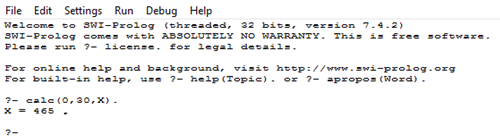 File Edit Settings Run Debug Help
Welcome to SWI-Prolog (threaded, 32 bits, version 7.4.2)
SWI-Prolog comes with ABSOLUTELY NO WARRANTY. This is free software.
Please run ?- license. for legal details.
For online help and background, visit http://www.swi-prolog.org
For built-in help, use ?- help(Topic). or ?- apropos(Word).
?- calc(0,30,X).
X = 465 .
?-